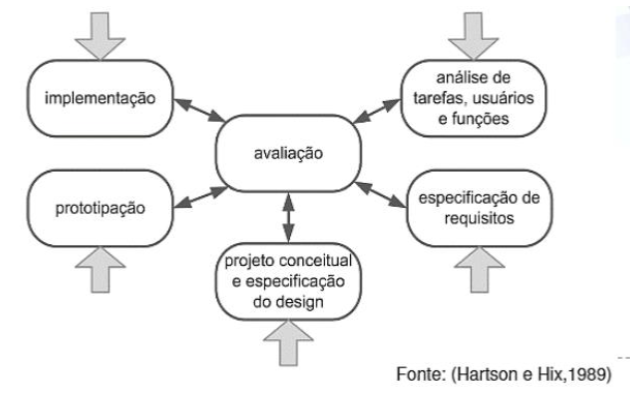 implementação
análise de
tarefas, usuários
e funções
avaliação
prototipação
especificação de
requisitos
projeto conceitual
e especificação
do design
Fonte: (Hartson e Hix,1989)